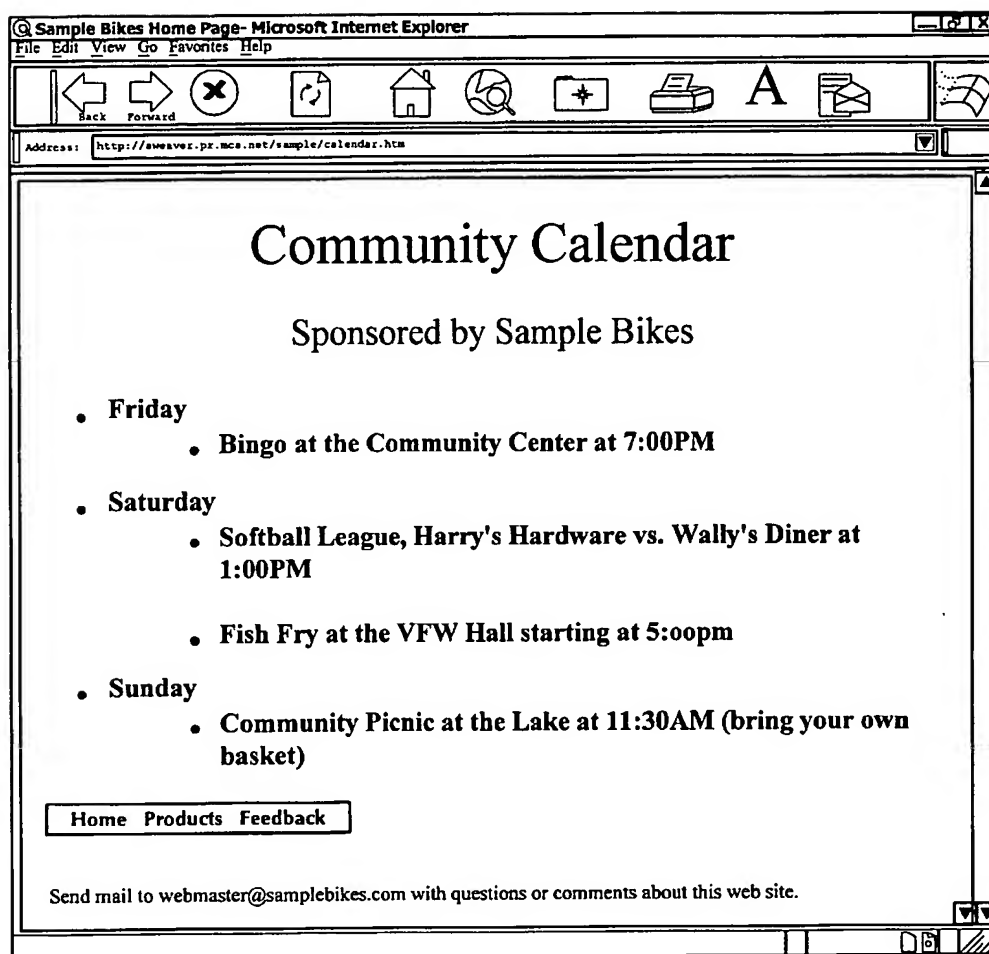 Sample Bikes Home Page- Microsoft Internet Explorer
File Edit View Go Favorites Help
Back Forward
A
Address: http://aweaver.pr.mcs.net/sample/calendar.htm
Community Calendar
Sponsored by Sample Bikes
• Friday
• Bingo at the Community Center at 7:00PM
• Saturday
• Softball League, Harry's Hardware vs. Wally's Diner at
1:00PM
• Fish Fry at the VFW Hall starting at 5:oopm
• Sunday
• Community Picnic at the Lake at 11:30AM (bring your own
basket)
Home Products Feedback
Send mail to webmaster@samplebikes.com with questions or comments about this web site.